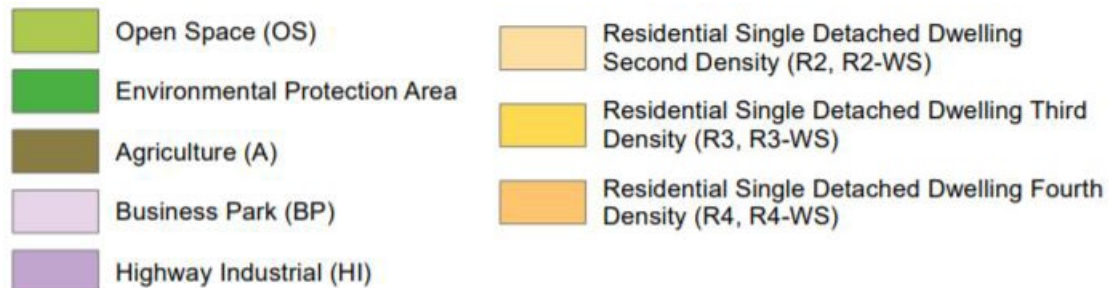 Open Space (OS)
Environmental Protection Area
Agriculture (A)
Business Park (BP)
Highway Industrial (HI)
Residential Single Detached Dwelling
Second Density (R2, R2-WS)
Residential Single Detached Dwelling Third
Density (R3, R3-WS)
Residential Single Detached Dwelling Fourth
Density (R4, R4-WS)